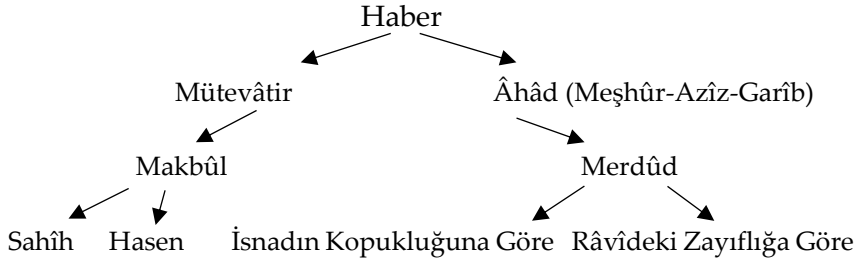 Haber
Mütevâtir Âhâd (Meşhûr-Azîz-Garîb)
Makbûl Merdûd
Sahîh Hasen İsnadın Kopukluğuna Göre Râvîdeki Zayıflığa Göre